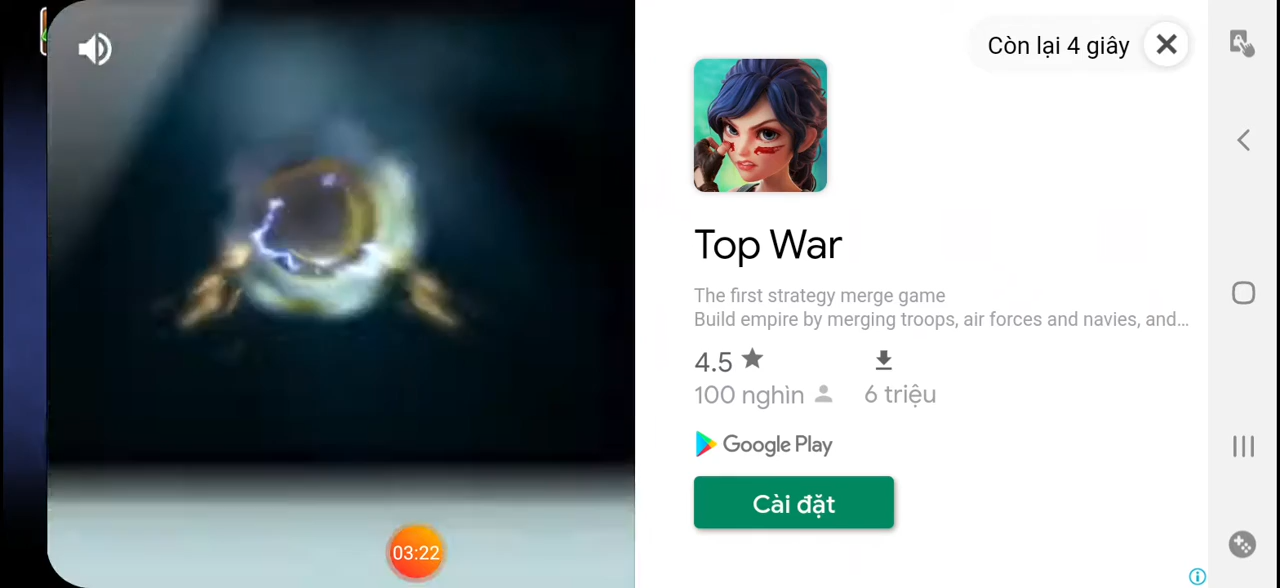 Còn lại 4 giây
Top War
The first strategy merge game
Build empire by merging troops, air forces and navies, and...
4.5
100 nghìn
6 triệu
Google Play
Cài đặt
03:22